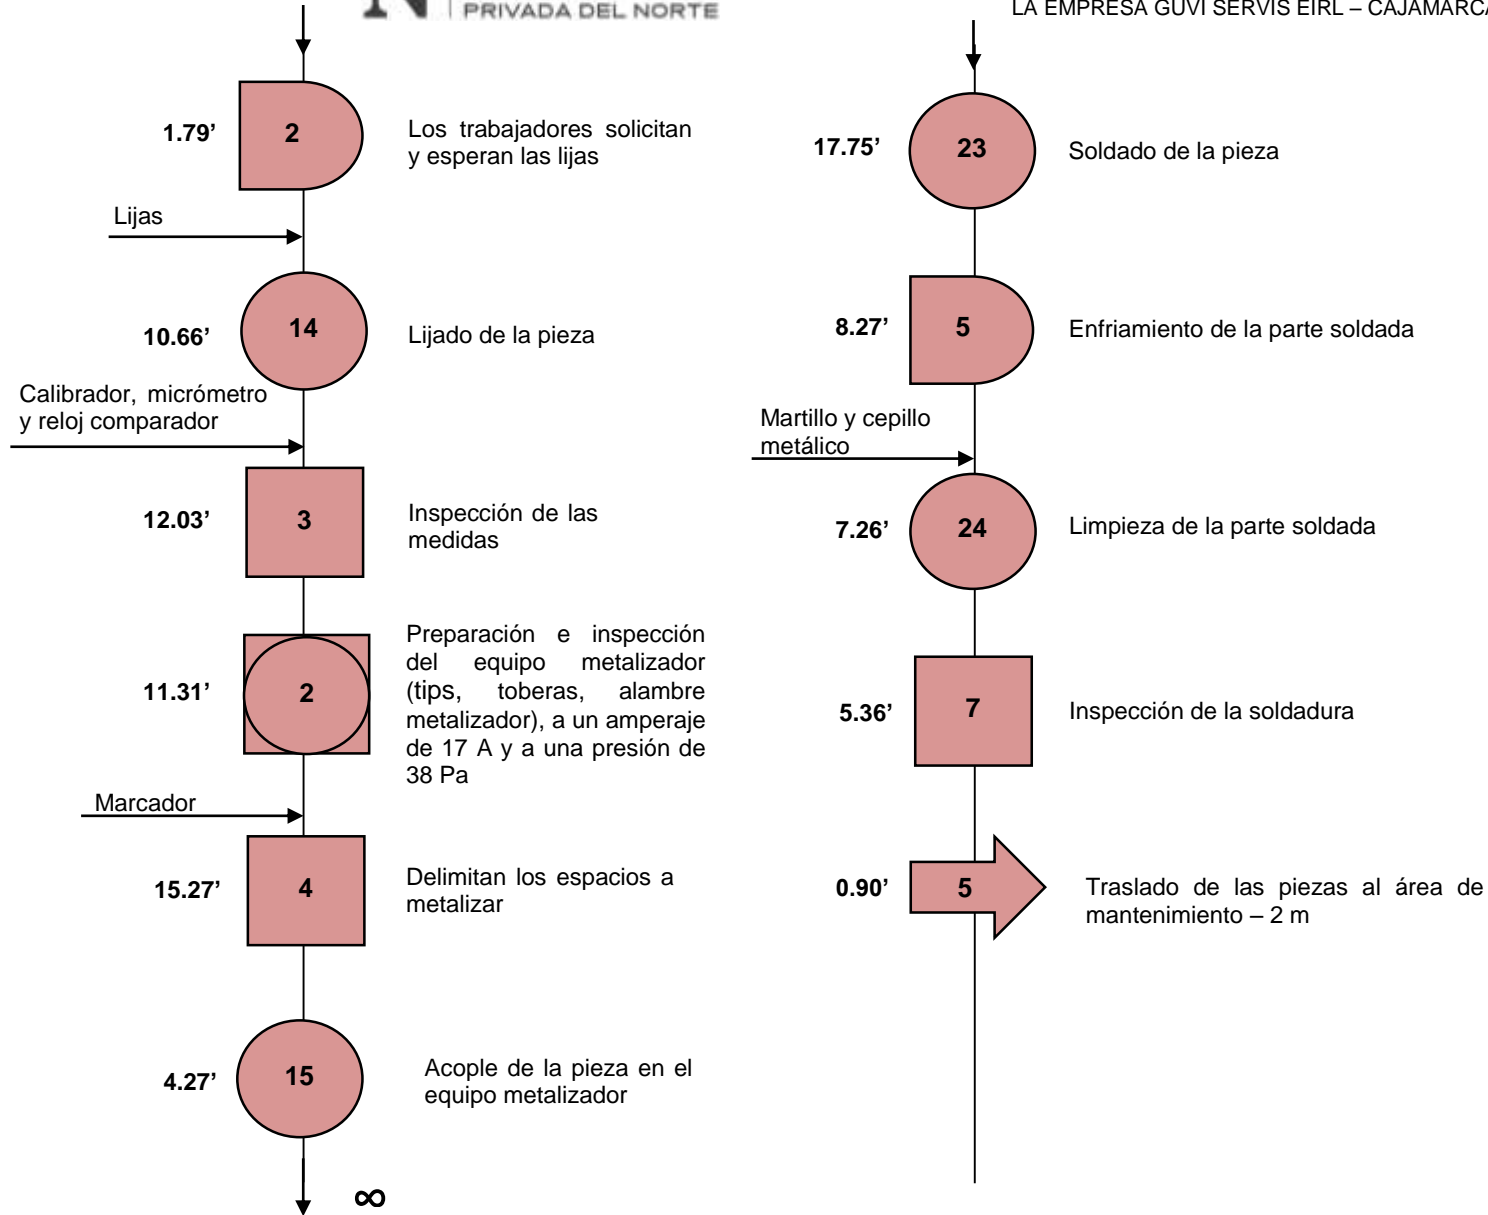 N
PRIVADA DEL NORTE
LA EMPRESA GUVI SERVIS EIRL – CAJAMARCA
1.79’
2
Los trabajadores solicitan
y esperan las lijas
Lijas
10.66’
14
Lijado de la pieza
Calibrador, micrómetro
y reloj comparador
12.03’
3
Inspección de las
medidas
11.31’
2
Preparación e inspección
del equipo metalizador
(tips, toberas, alambre
metalizador), a un amperaje
de 17 A y a una presión de
38 Pa
Marcador
15.27’
4
Delimitan los espacios a
metalizar
4.27’
15
Acople de la pieza en el
equipo metalizador
∞
17.75’
23
Soldado de la pieza
8.27’
5
Enfriamiento de la parte soldada
Martillo y cepillo
metálico
7.26’
24
Limpieza de la parte soldada
5.36’
7
Inspección de la soldadura
0.90’
5
Traslado de las piezas al área de
mantenimiento – 2 m